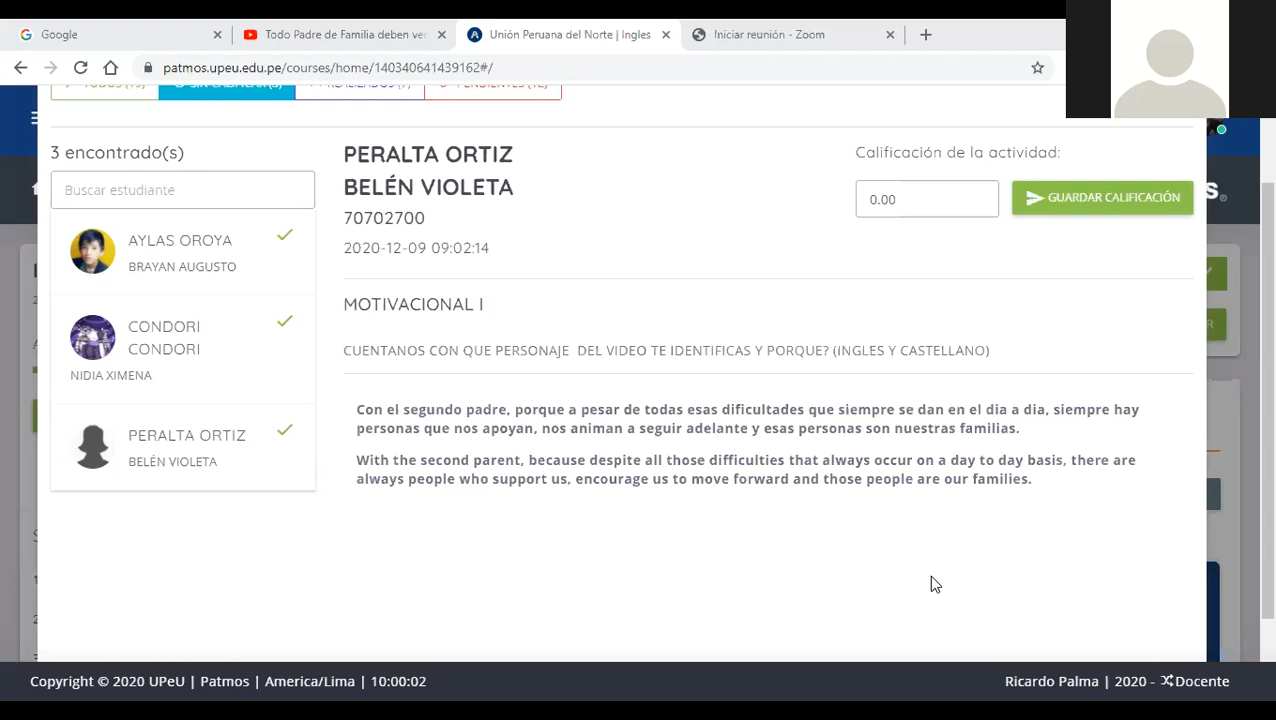 Google
Todo Padre de Familia deben ver
Unión Peruana del Norte | Ingles
Iniciar reunión - Zoom
patmos.upeu.edu.pe/courses/home/140340641439162#/
3 encontrado(s)
Buscar estudiante
AYLAS OROYA
BRAYAN AUGUSTO
CONDORI
CONDORI
NIDIA XIMENA
PERALTA ORTIZ
BELÉN VIOLETA
PERALTA ORTIZ
BELÉN VIOLETA
70702700
2020-12-09 09:02:14
Calificación de la actividad:
0.00
GUARDAR CALIFICACIÓN
MOTIVACIONAL I
CUENTANOS CON QUE PERSONAJE DEL VIDEO TE IDENTIFICAS Y PORQUE? (INGLES Y CASTELLANO)
Con el segundo padre, porque a pesar de todas esas dificultades que siempre se dan en el dia a dia, siempre hay
personas que nos apoyan, nos animan a seguir adelante y esas personas son nuestras familias.
With the second parent, because despite all those difficulties that always occur on a day to day basis, there are
always people who support us, encourage us to move forward and those people are our families.
Copyright © 2020 UPeU | Patmos | America/Lima | 10:00:02
Ricardo Palma | 2020 - Docente